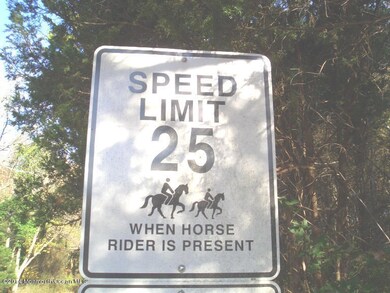 SPEED
LIMIT
25
WHEN HORSE
RIDER IS PRESENT